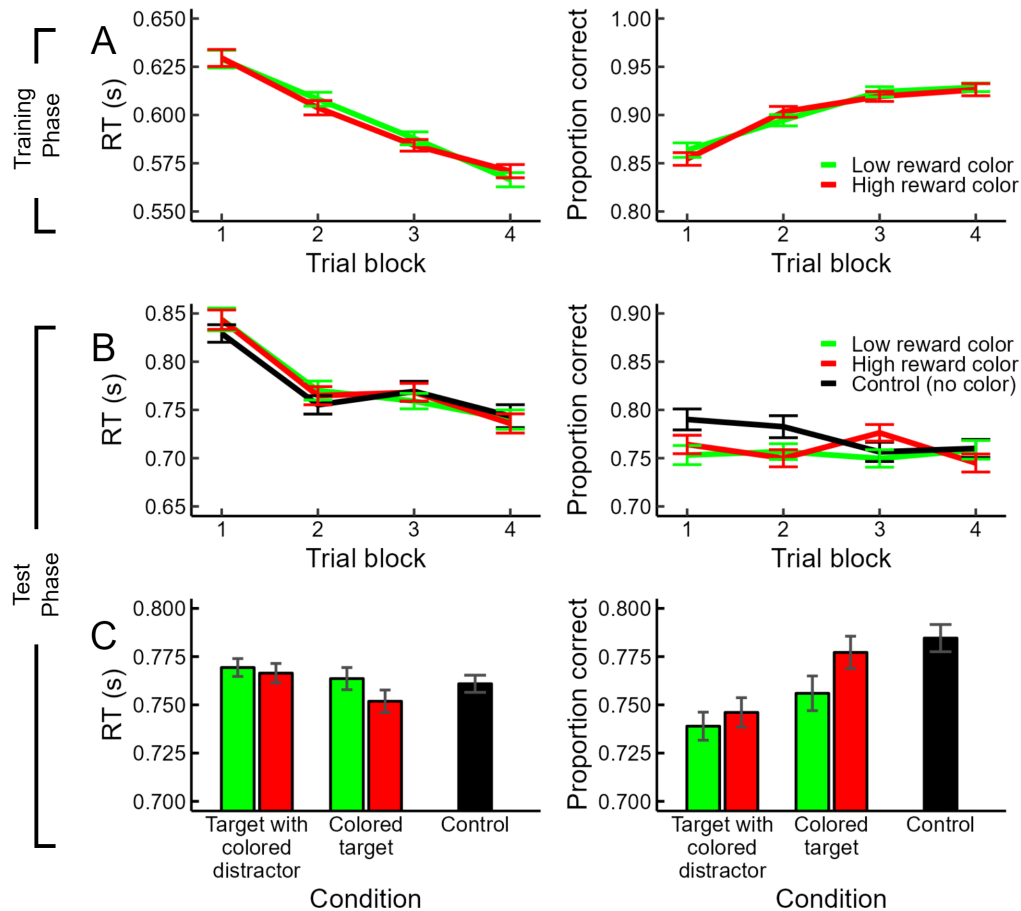 Training
Phase
A
RT (s)
0.650
0.625
0.600
0.575
0.550
1 2 3 4
Trial block
Proportion correct
1.00
0.95
0.90
0.85
0.80
Low reward color
High reward color
1 2 3 4
Trial block
Test
Phase
B
RT (s)
0.85
0.80
0.75
0.70
0.65
1 2 3 4
Trial block
Proportion correct
0.90
0.85
0.80
0.75
0.70
Low reward color
High reward color
Control (no color)
1 2 3 4
Trial block
C
RT (s)
0.800
0.775
0.750
0.725
0.700
Target with
colored
distractor
Colored
target
Control
Condition
Proportion correct
0.800
0.775
0.750
0.725
0.700
Target with
colored
distractor
Colored
target
Control
Condition